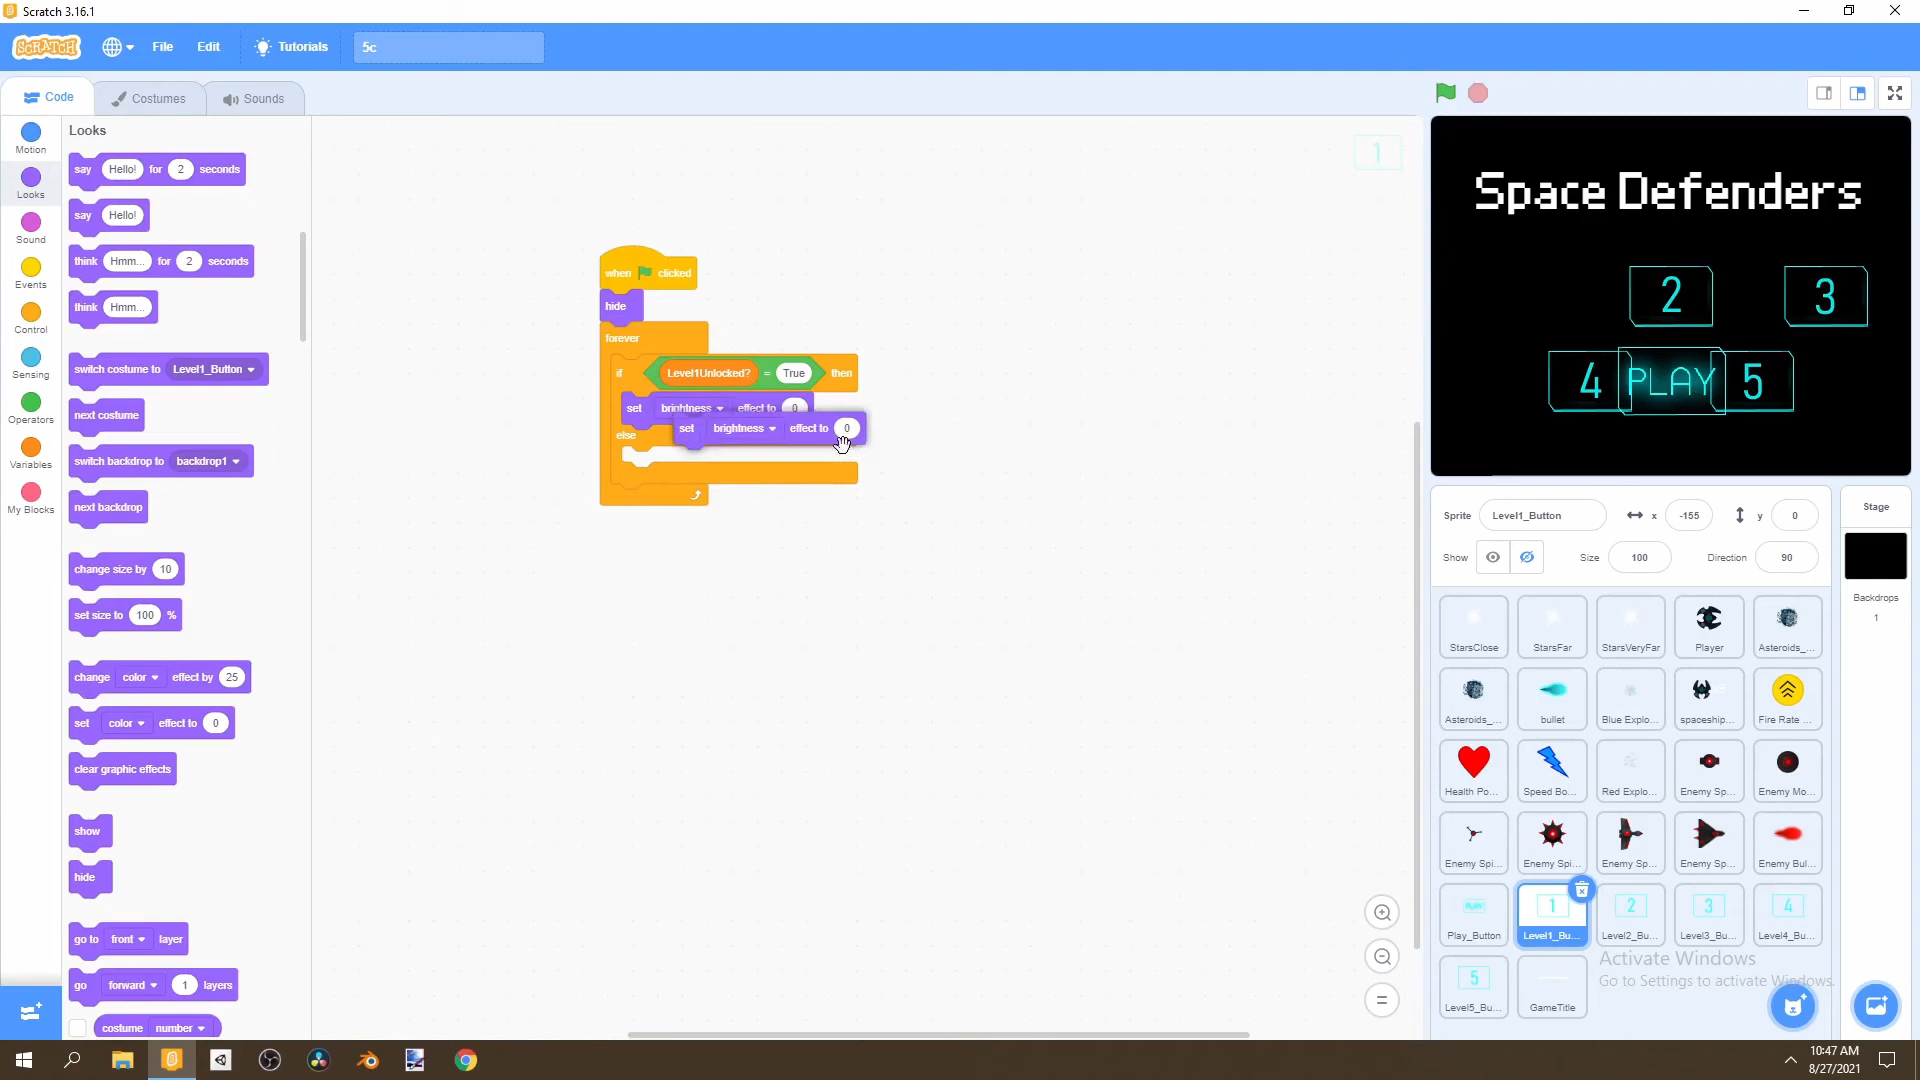 Scratch 3.16.1
SCRATCH File Edit Tutorials 5c
Code Costumes Sounds
Motion
Looks
Sound
Events
Control
Sensing
Operators
Variables
My Blocks
Looks
say Hello! for 2 seconds
say Hello!
think Hmm... for 2 seconds
think Hmm...
switch costume to Level1_Button
next costume
switch backdrop to backdrop1
next backdrop
change size by 10
set size to 100 %
change color effect by 25
set color effect to 0
clear graphic effects
show
hide
go to front layer
go forward 1 layers
costume number
when clicked
hide
forever
if Level1Unlocked? = True then
set brightness effect to 0
set brightness effect to 0
else
1
Space Defenders
2 3
4 PLAY 5
Sprite Level1_Button x -155 y 0
Show Size 100 Direction 90
StarsClose StarsFar StarsVeryFar Player Asteroids_...
Asteroids_... bullet Blue Explo... spaceship... Fire Rate ...
Health Po... Speed Bo... Red Explo... Enemy Sp... Enemy Mo...
Enemy Spi... Enemy Spi... Enemy Sp... Enemy Sp... Enemy Bul...
PLAY 1 2 3 4
Play_Button Level1_Bu... Level2_Bu... Level3_Bu... Level4_Bu...
5
Level5_Bu... GameTitle
Stage
Backdrops
1
Activate Windows
Go to Settings to activate Windows.
10:47 AM
8/27/2021